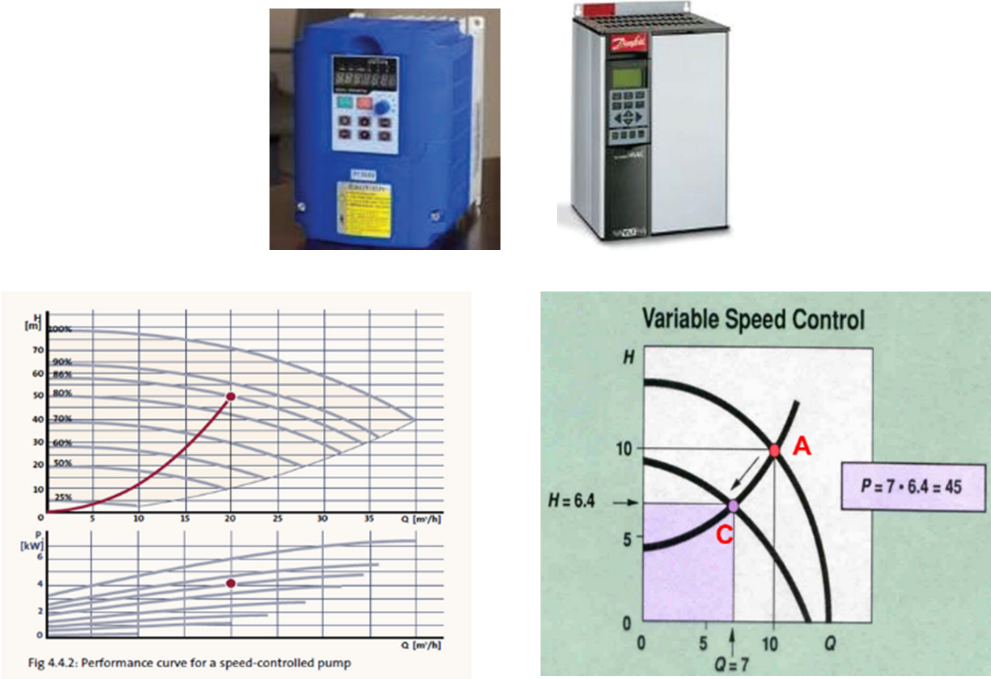 CAUTION
Danfoss
H
[m]
100%
70
90%
60
86%
50
80%
40
70%
30
60%
20
50%
10
25%
0
5
10
15
20
25
30
35
Q [m³/h]
P
[kW]
6
4
2
0
Q [m³/h]
Fig 4.4.2: Performance curve for a speed-controlled pump
Variable Speed Control
H
10
A
P = 7 • 6.4 = 45
H = 6.4
C
5
0
0
5
10
Q
Q = 7